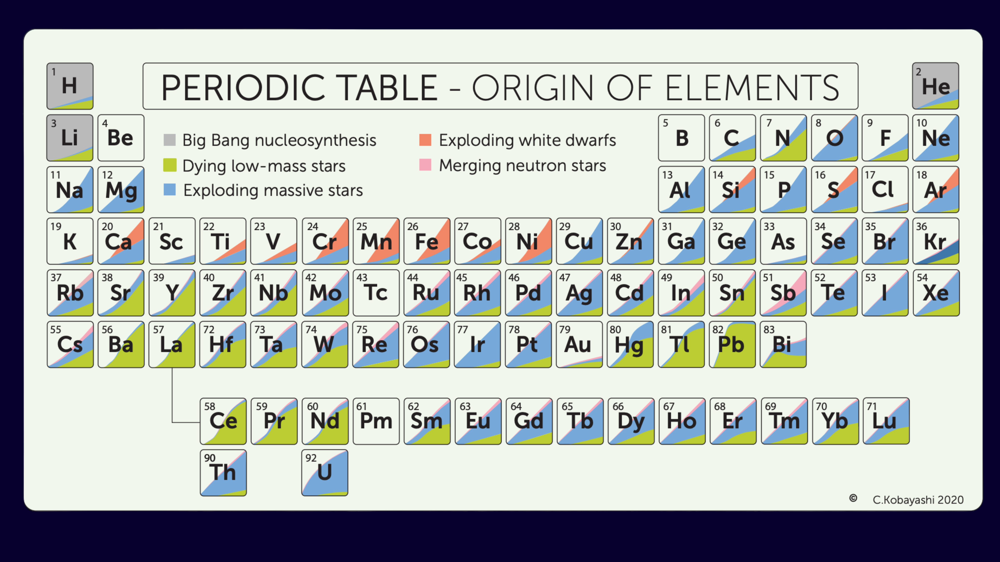 1 H
PERIODIC TABLE - ORIGIN OF ELEMENTS
2 He
3 Li
4 Be
Big Bang nucleosynthesis
Dying low-mass stars
Exploding massive stars
Exploding white dwarfs
Merging neutron stars
5 B
6 C
7 N
8 O
9 F
10 Ne
11 Na
12 Mg
13 Al
14 Si
15 P
16 S
17 Cl
18 Ar
19 K
20 Ca
21 Sc
22 Ti
23 V
24 Cr
25 Mn
26 Fe
27 Co
28 Ni
29 Cu
30 Zn
31 Ga
32 Ge
33 As
34 Se
35 Br
36 Kr
37 Rb
38 Sr
39 Y
40 Zr
41 Nb
42 Mo
43 Tc
44 Ru
45 Rh
46 Pd
47 Ag
48 Cd
49 In
50 Sn
51 Sb
52 Te
53 I
54 Xe
55 Cs
56 Ba
57 La
72 Hf
73 Ta
74 W
75 Re
76 Os
77 Ir
78 Pt
79 Au
80 Hg
81 Tl
82 Pb
83 Bi
58 Ce
59 Pr
60 Nd
61 Pm
62 Sm
63 Eu
64 Gd
65 Tb
66 Dy
67 Ho
68 Er
69 Tm
70 Yb
71 Lu
90 Th
92 U
© C.Kobayashi 2020